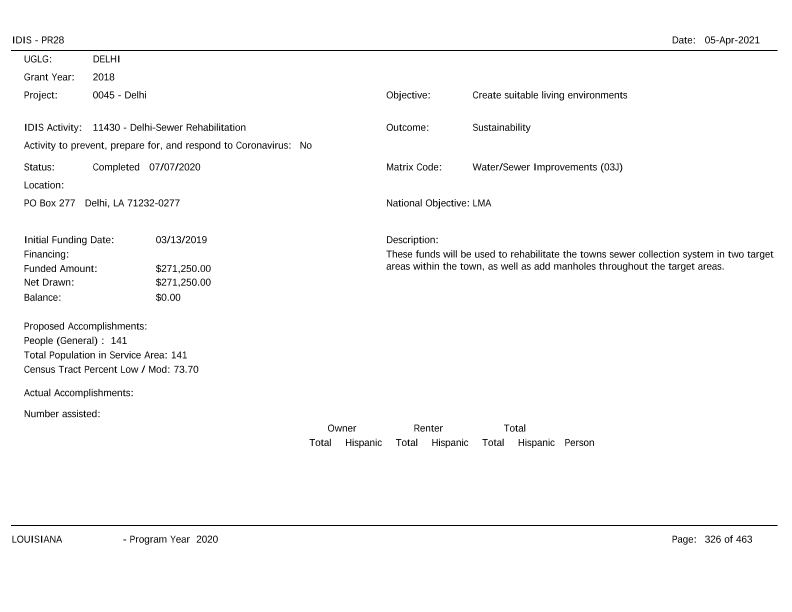 IDIS - PR28 Date: 05-Apr-2021
UGLG: DELHI
Grant Year: 2018
Project: 0045 - Delhi Objective: Create suitable living environments
IDIS Activity: 11430 - Delhi-Sewer Rehabilitation Outcome: Sustainability
Activity to prevent, prepare for, and respond to Coronavirus: No
Status: Completed 07/07/2020 Matrix Code: Water/Sewer Improvements (03J)
Location:
PO Box 277 Delhi, LA 71232-0277 National Objective: LMA
Initial Funding Date: 03/13/2019 Description:
Financing: These funds will be used to rehabilitate the towns sewer collection system in two target
Funded Amount: $271,250.00 areas within the town, as well as add manholes throughout the target areas.
Net Drawn: $271,250.00
Balance: $0.00
Proposed Accomplishments:
People (General) : 141
Total Population in Service Area: 141
Census Tract Percent Low / Mod: 73.70
Actual Accomplishments:
Number assisted:
Owner Renter Total
Total Hispanic Total Hispanic Total Hispanic Person
LOUISIANA - Program Year 2020 Page: 326 of 463